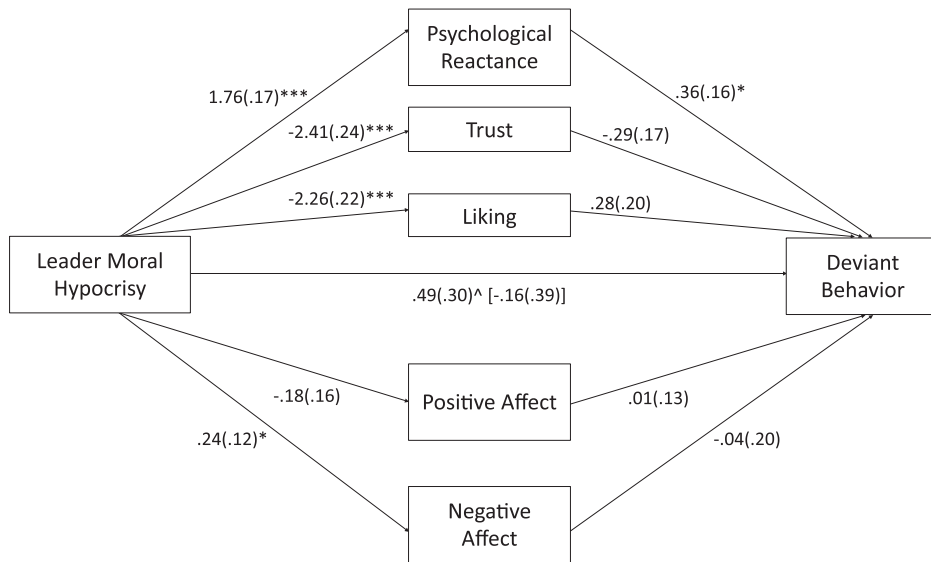 Psychological
Reactance
1.76(.17)***
.36(.16)*
-2.41(.24)***
Trust
-.29(.17)
-2.26(.22)***
Liking
.28(.20)
Leader Moral
Hypocrisy
Deviant
Behavior
.49(.30)^ [-.16(.39)]
-.18(.16)
Positive Affect
.01(.13)
.24(.12)*
-.04(.20)
Negative
Affect